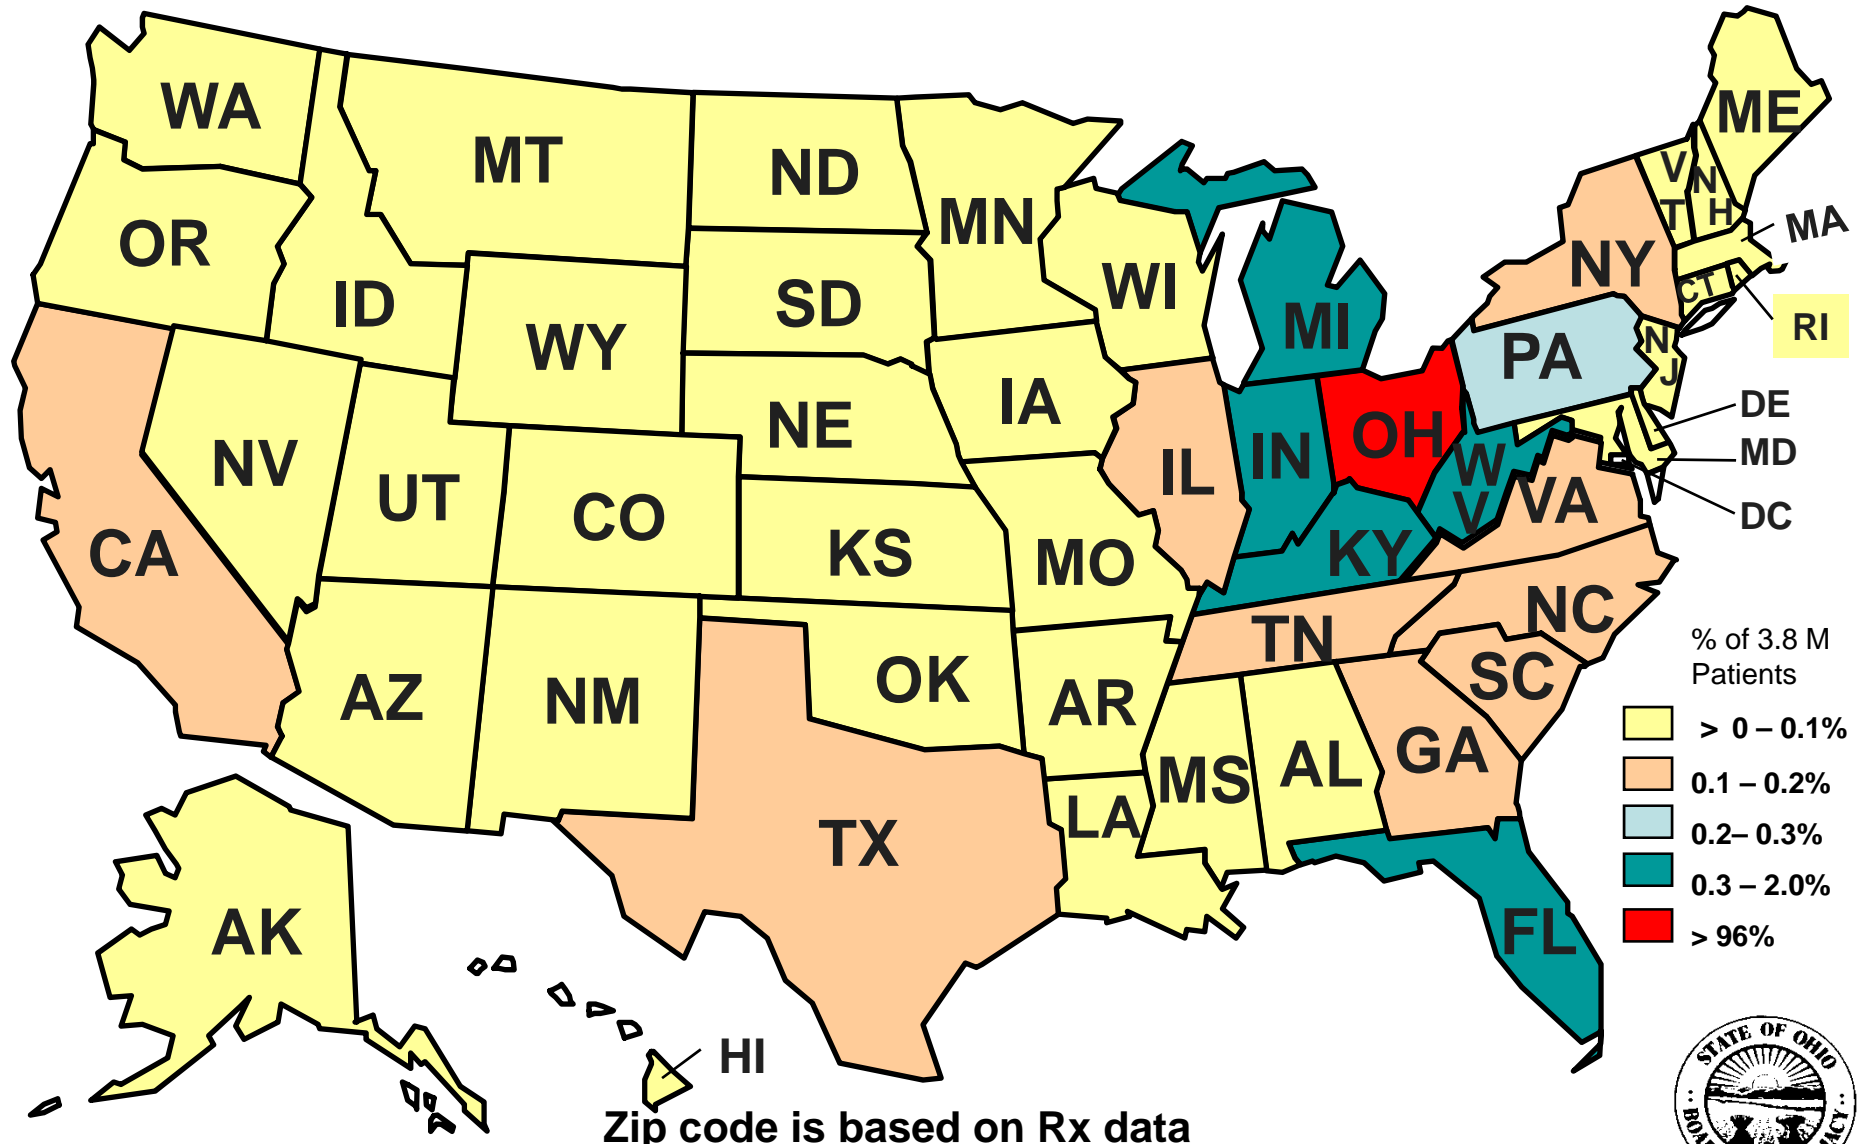 WA
MT
ND
MN
ME
VT
NH
MA
OR
ID
WY
SD
WI
MI
NY
CT
RI
PA
NJ
DE
MD
DC
NV
UT
CO
NE
IA
IL
IN
OH
WV
VA
CA
KS
MO
KY
NC
TN
SC
AZ
NM
OK
AR
MS
AL
GA
LA
TX
FL
AK
HI
% of 3.8 M
Patients
> 0 – 0.1%
0.1 – 0.2%
0.2– 0.3%
0.3 – 2.0%
> 96%
Zip code is based on Rx data
STATE OF OHIO